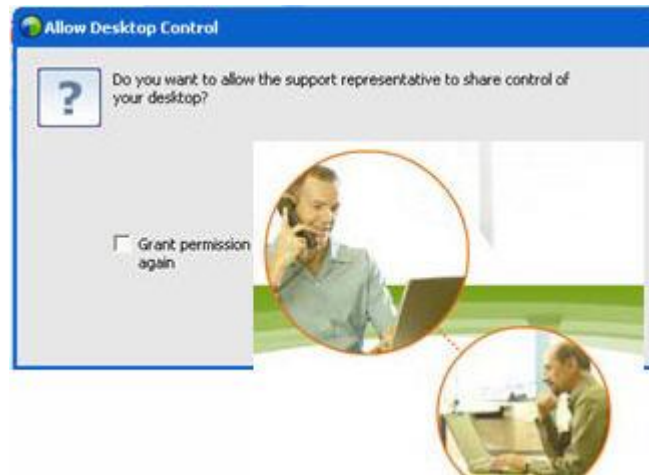 Allow Desktop Control
Do you want to allow the support representative to share control of
your desktop?
Grant permission
again